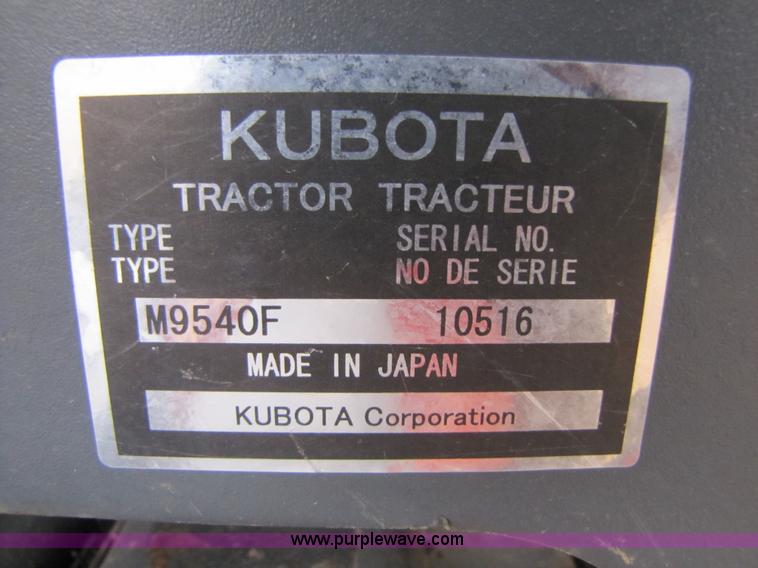 KUBOTA
TRACTOR TRACTEUR
TYPE SERIAL NO.
TYPE NO DE SERIE
M9540F 10516
MADE IN JAPAN
KUBOTA Corporation
www.purplewave.com